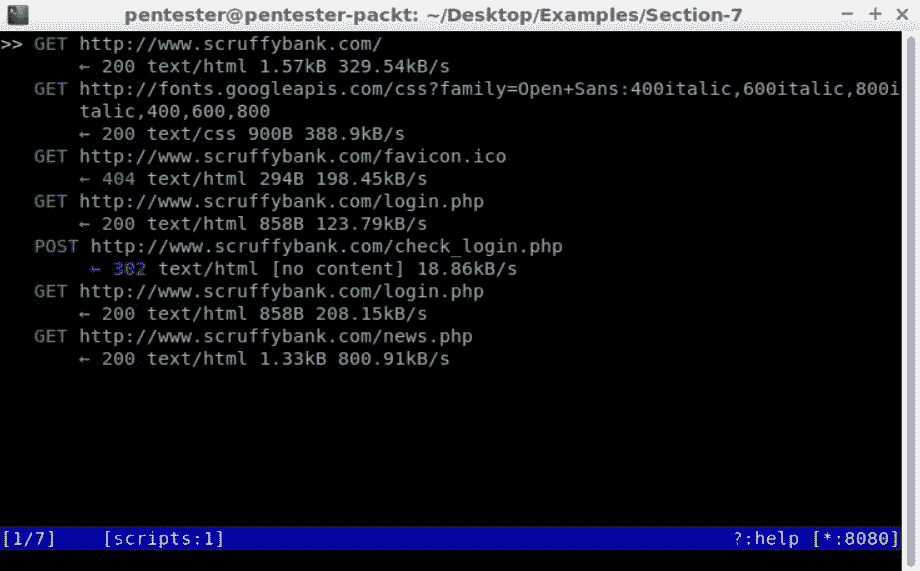 pentester@pentester-packt: ~/Desktop/Examples/Section-7
>> GET http://www.scruffybank.com/
← 200 text/html 1.57kB 329.54kB/s
GET http://fonts.googleapis.com/css?family=Open+Sans:400italic,600italic,800i
talic,400,600,800
← 200 text/css 900B 388.9kB/s
GET http://www.scruffybank.com/favicon.ico
← 404 text/html 294B 198.45kB/s
GET http://www.scruffybank.com/login.php
← 200 text/html 858B 123.79kB/s
POST http://www.scruffybank.com/check_login.php
← 302 text/html [no content] 18.86kB/s
GET http://www.scruffybank.com/login.php
← 200 text/html 858B 208.15kB/s
GET http://www.scruffybank.com/news.php
← 200 text/html 1.33kB 800.91kB/s
[1/7] [scripts:1] ?:help [*:8080]